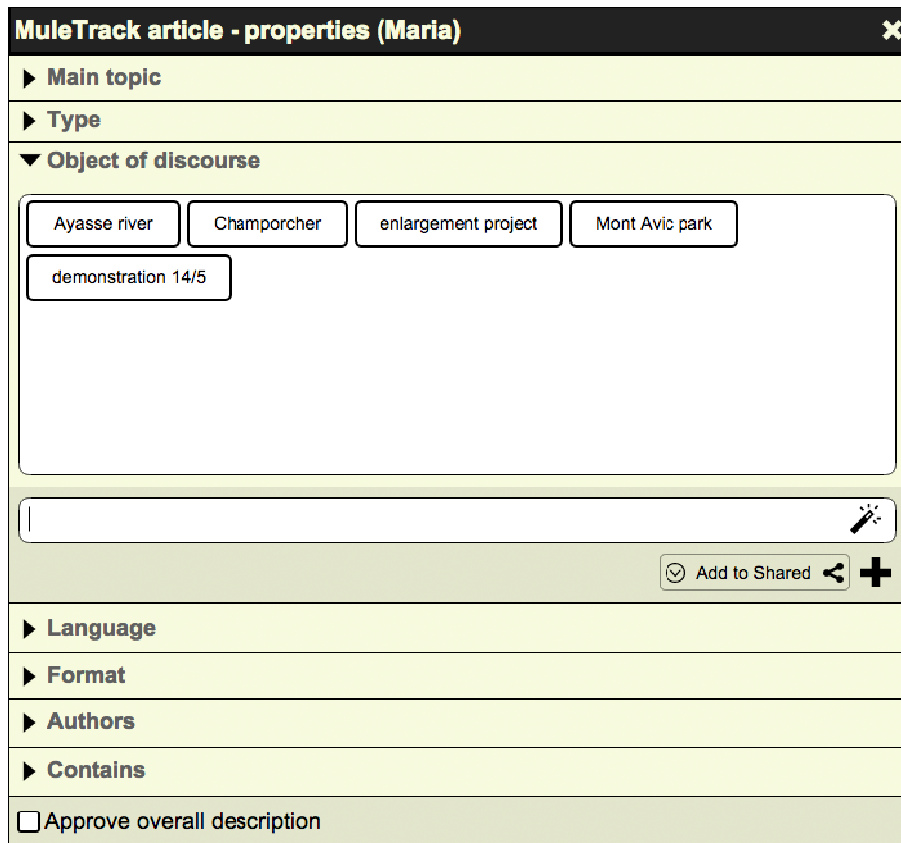 MuleTrack article - properties (Maria)
Main topic
Type
Object of discourse
Ayasse river Champorcher enlargement project Mont Avic park
demonstration 14/5
Add to Shared
Language
Format
Authors
Contains
Approve overall description